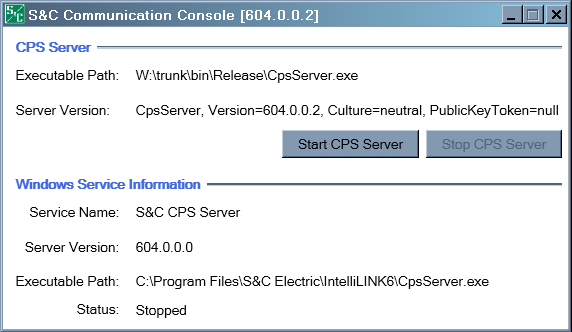 S&C Communication Console [604.0.0.2]
CPS Server
Executable Path: W:\trunk\bin\Release\CpsServer.exe
Server Version: CpsServer, Version=604.0.0.2, Culture=neutral, PublicKeyToken=null
Start CPS Server Stop CPS Server
Windows Service Information
Service Name: S&C CPS Server
Server Version: 604.0.0.0
Executable Path: C:\Program Files\S&C Electric\IntelliLINK6\CpsServer.exe
Status: Stopped